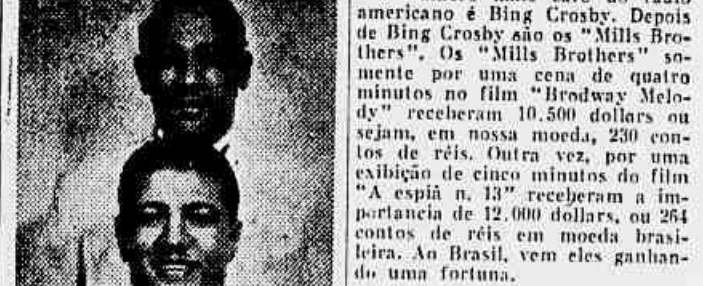 americano é Bing Crosby. Depois
de Bing Crosby são os "Mills Bro-
thers". Os "Mills Brothers" so-
mente por uma cena de quatro
minutos no film "Brodway Melo-
dy" receberam 10.500 dollars ou
sejam, em nossa moeda, 230 con-
tos de réis. Outra vez, por uma
exibição de cinco minutos do film
"A espiã n. 13" receberam a im-
portancia de 12.000 dollars, ou 264
contos de réis em moeda brasi-
leira. Ao Brasil, vem eles ganhan-
do uma fortuna.